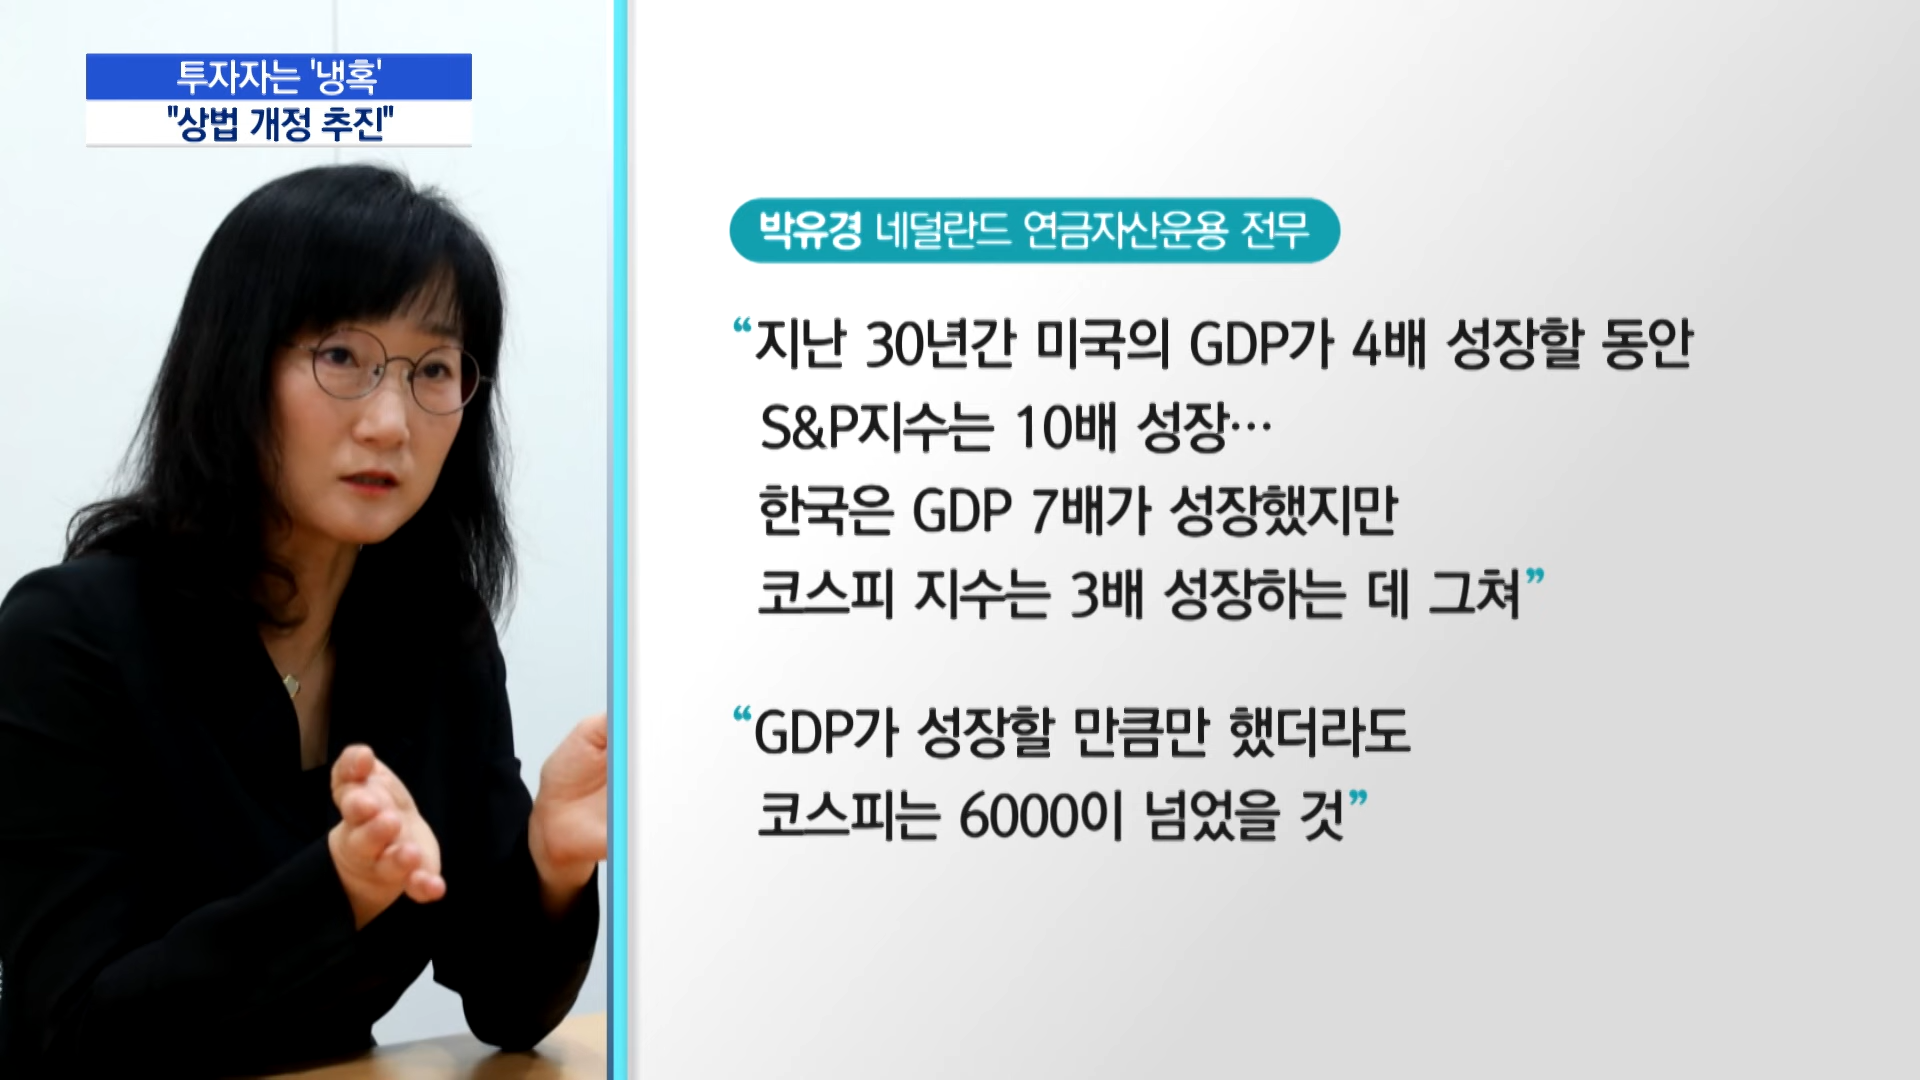 투자자는 '냉혹'
"상법 개정 추진"
박유경 네덜란드 연금자산운용 전무
“지난 30년간 미국의 GDP가 4배 성장할 동안
S&P지수는 10배 성장…
한국은 GDP 7배가 성장했지만
코스피 지수는 3배 성장하는 데 그쳐”
“GDP가 성장할 만큼만 했더라도
코스피는 6000이 넘었을 것”